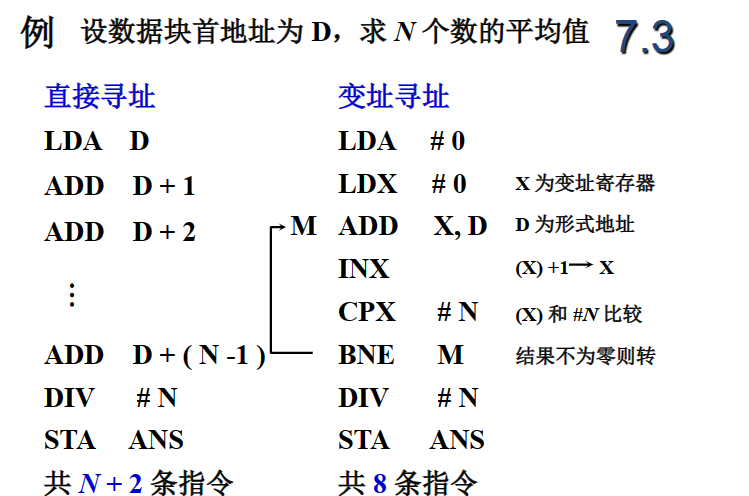 例 设数据块首地址为 D，求 N 个数的平均值 7.3
直接寻址
LDA D
ADD D + 1
ADD D + 2
⋮
ADD D + ( N -1 )
DIV # N
STA ANS
共 N + 2 条指令
变址寻址
LDA # 0
LDX # 0 X 为变址寄存器
M ADD X, D D 为形式地址
INX (X) +1→ X
CPX # N (X) 和 #N 比较
BNE M 结果不为零则转
DIV # N
STA ANS
共 8 条指令